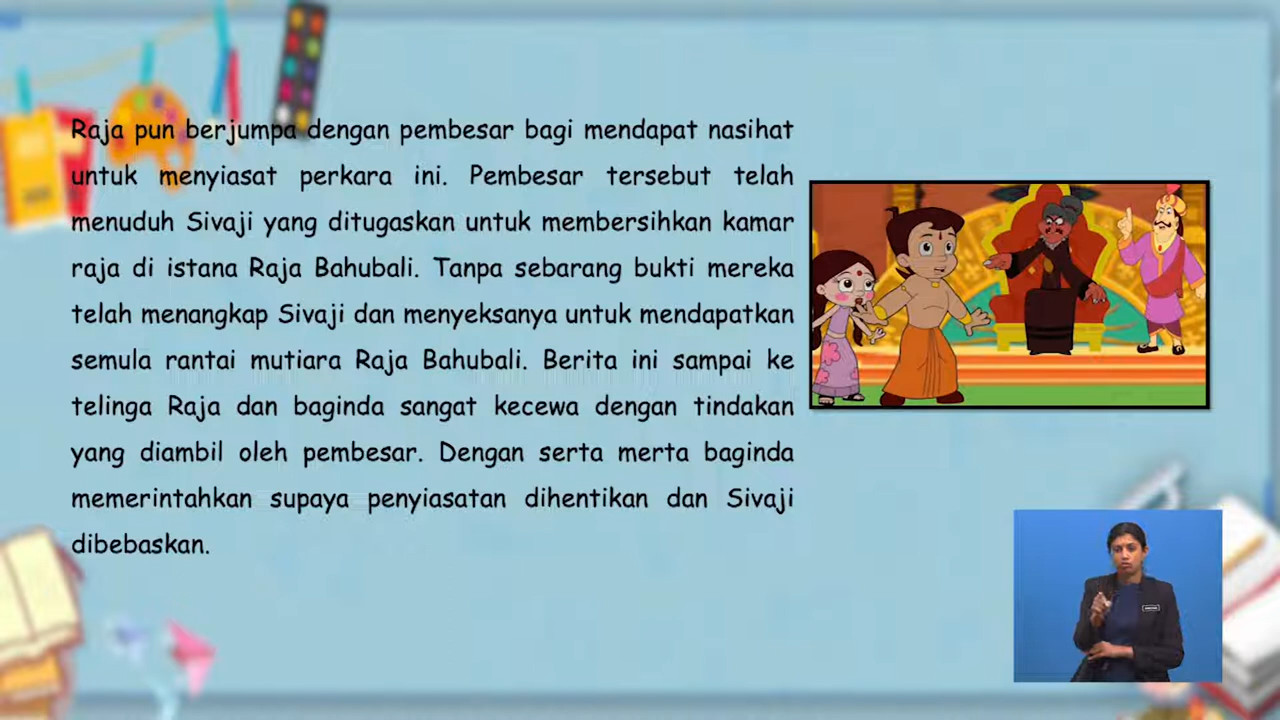 Raja pun berjumpa dengan pembesar bagi mendapat nasihat
untuk menyiasat perkara ini. Pembesar tersebut telah
menuduh Sivaji yang ditugaskan untuk membersihkan kamar
raja di istana Raja Bahubali. Tanpa sebarang bukti mereka
telah menangkap Sivaji dan menyeksanya untuk mendapatkan
semula rantai mutiara Raja Bahubali. Berita ini sampai ke
telinga Raja dan baginda sangat kecewa dengan tindakan
yang diambil oleh pembesar. Dengan serta merta baginda
memerintahkan supaya penyiasatan dihentikan dan Sivaji
dibebaskan.